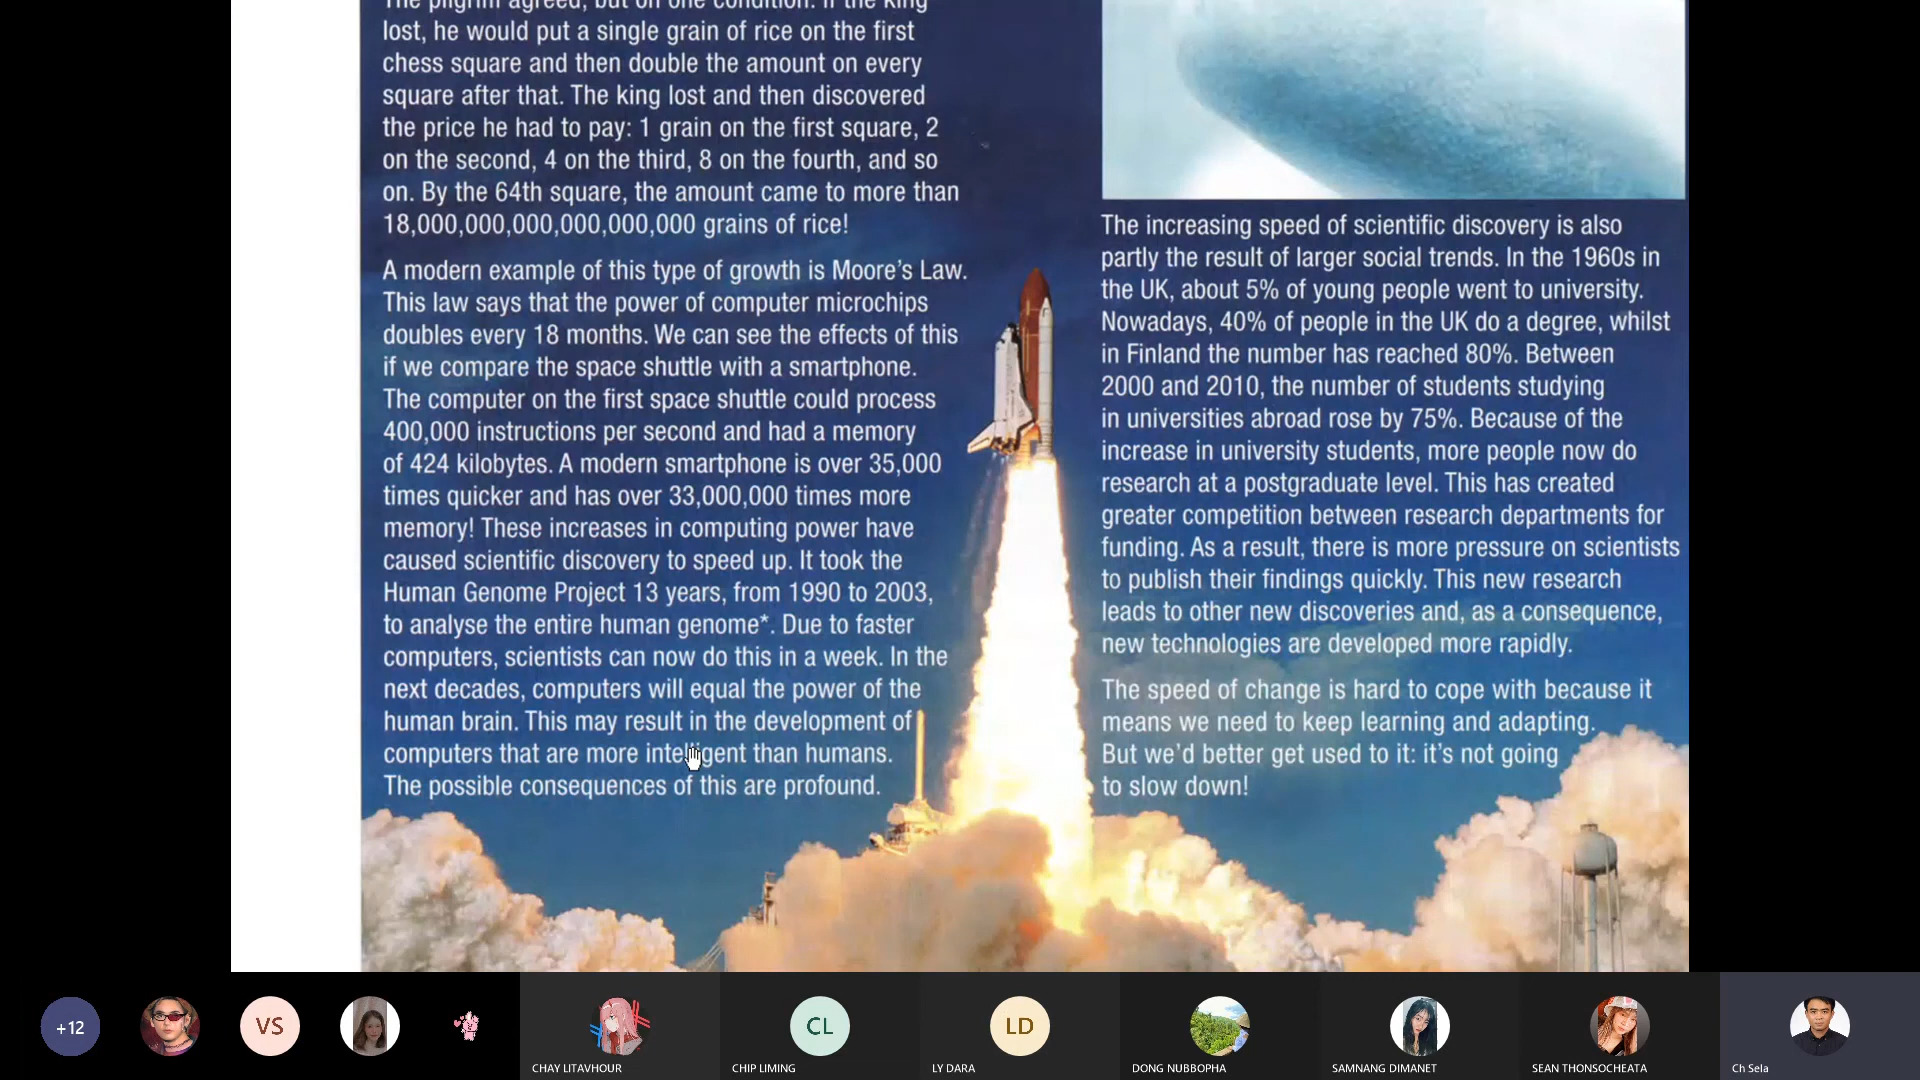 The pilgrim agreed, but on one condition: if the king
lost, he would put a single grain of rice on the first
chess square and then double the amount on every
square after that. The king lost and then discovered
the price he had to pay: 1 grain on the first square, 2
on the second, 4 on the third, 8 on the fourth, and so
on. By the 64th square, the amount came to more than
18,000,000,000,000,000,000 grains of rice!
A modern example of this type of growth is Moore's Law.
This law says that the power of computer microchips
doubles every 18 months. We can see the effects of this
if we compare the space shuttle with a smartphone.
The computer on the first space shuttle could process
400,000 instructions per second and had a memory
of 424 kilobytes. A modern smartphone is over 35,000
times quicker and has over 33,000,000 times more
memory! These increases in computing power have
caused scientific discovery to speed up. It took the
Human Genome Project 13 years, from 1990 to 2003,
to analyse the entire human genome*. Due to faster
computers, scientists can now do this in a week. In the
next decades, computers will equal the power of the
human brain. This may result in the development of
computers that are more intelligent than humans.
The possible consequences of this are profound.
The increasing speed of scientific discovery is also
partly the result of larger social trends. In the 1960s in
the UK, about 5% of young people went to university.
Nowadays, 40% of people in the UK do a degree, whilst
in Finland the number has reached 80%. Between
2000 and 2010, the number of students studying
in universities abroad rose by 75%. Because of the
increase in university students, more people now do
research at a postgraduate level. This has created
greater competition between research departments for
funding. As a result, there is more pressure on scientists
to publish their findings quickly. This new research
leads to other new discoveries and, as a consequence,
new technologies are developed more rapidly.
The speed of change is hard to cope with because it
means we need to keep learning and adapting.
But we'd better get used to it: it's not going
to slow down!
+12
VS
CL
LD
CHAY LITAVHOUR
CHIP LIMING
LY DARA
DONG NUBBOPHA
SAMNANG DIMANET
SEAN THONSOCHEATA
Ch Sela